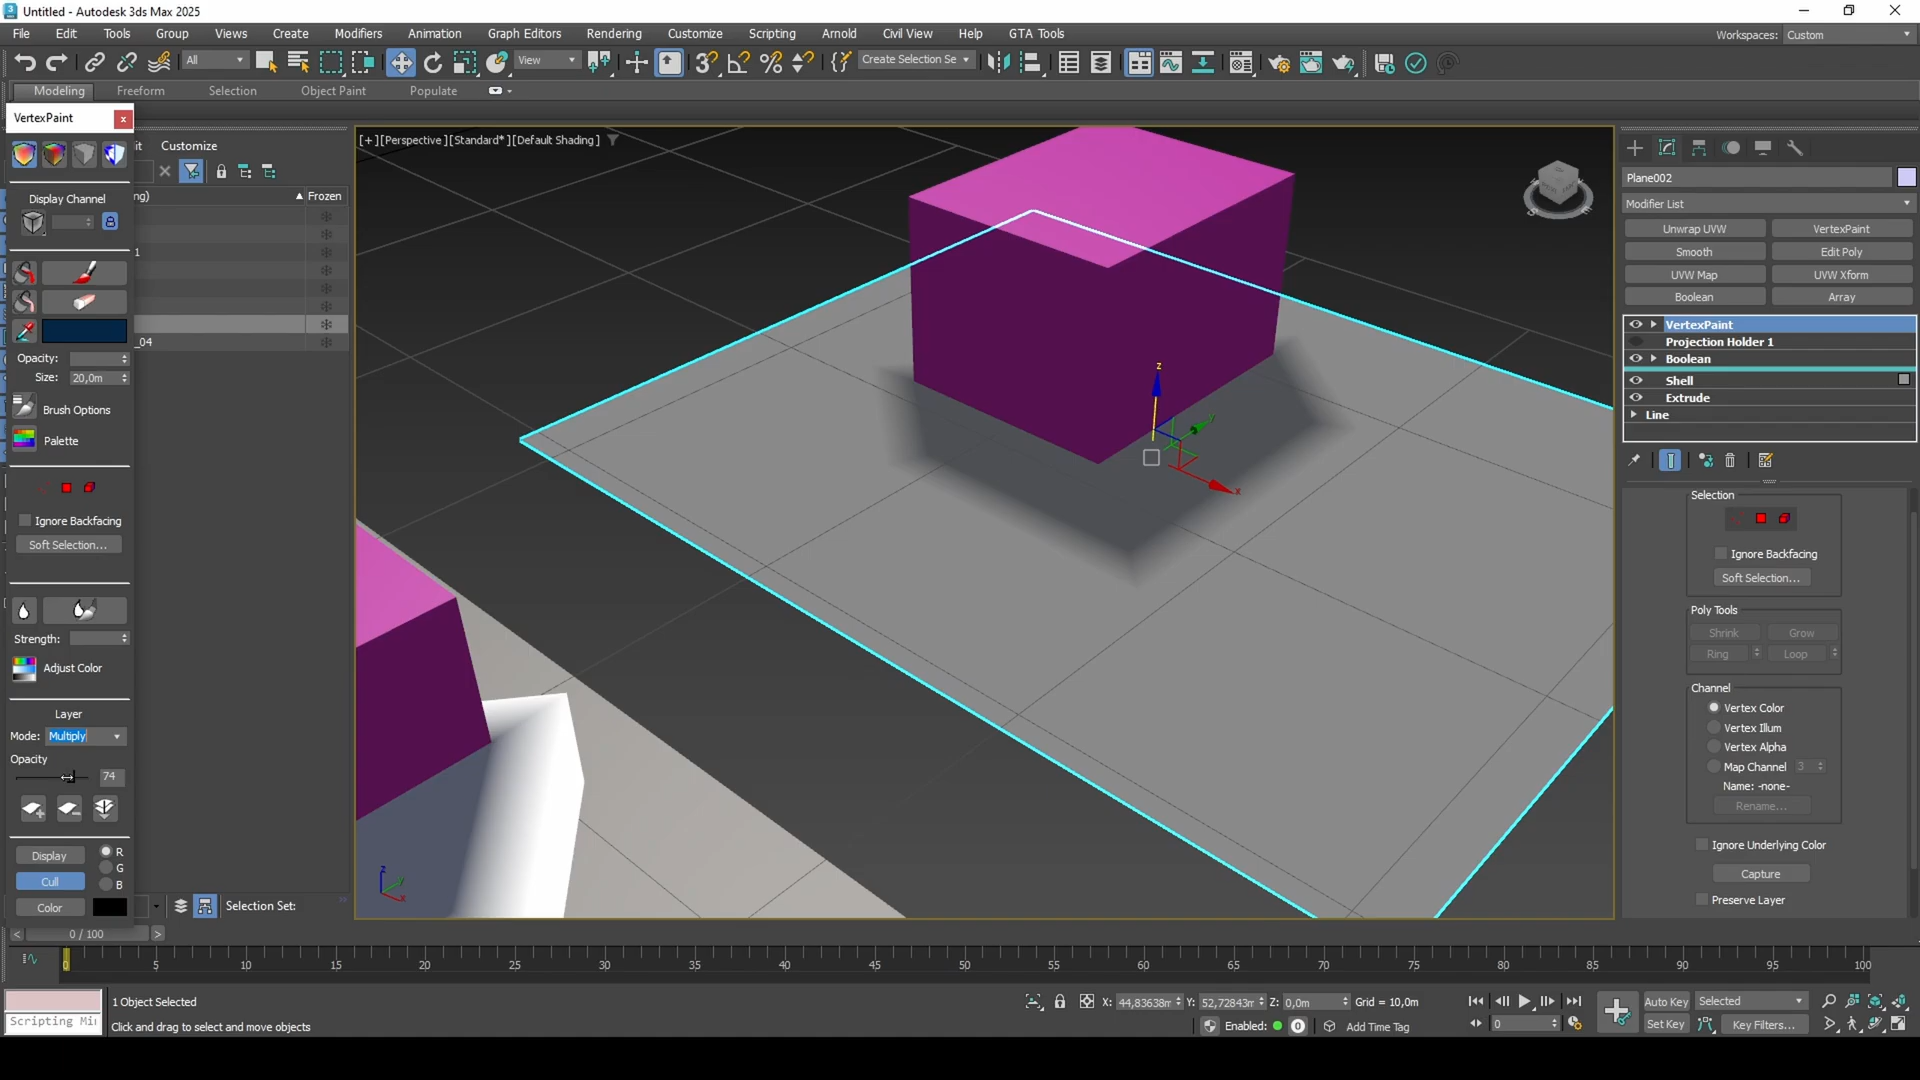 Untitled - Autodesk 3ds Max 2025
File Edit Tools Group Views Create Modifiers Animation Graph Editors Rendering Customize Scripting Arnold Civil View Help GTA Tools
Workspaces: Custom
All View Create Selection Se
Modeling Freeform Selection Object Paint Populate
VertexPaint
Customize
[+][Perspective][Standard*][Default Shading]
ng) Frozen
1
_04
Display Channel
Opacity:
Size: 20,0m
Brush Options
Palette
Ignore Backfacing
Soft Selection...
Strength:
Adjust Color
Layer
Mode: Multiply
Opacity
74
Display R
G
Cull B
Color
Selection Set:
z
y
x
z
y
x
Plane002
Modifier List
Unwrap UVW VertexPaint
Smooth Edit Poly
UVW Map UVW Xform
Boolean Array
VertexPaint
Projection Holder 1
Boolean
Shell
Extrude
Line
Selection
Ignore Backfacing
Soft Selection...
Poly Tools
Shrink Grow
Ring Loop
Channel
Vertex Color
Vertex Illum
Vertex Alpha
Map Channel 3
Name: -none-
Rename...
Ignore Underlying Color
Capture
Preserve Layer
< 0 / 100 >
0 5 10 15 20 25 30 35 40 45 50 55 60 65 70 75 80 85 90 95 100
1 Object Selected
X: 44,83638m Y: 52,72843m Z: 0,0m Grid = 10,0m
Auto Key Selected
Scripting Mi
Click and drag to select and move objects
Enabled: 0 Add Time Tag
0
Set Key Key Filters...